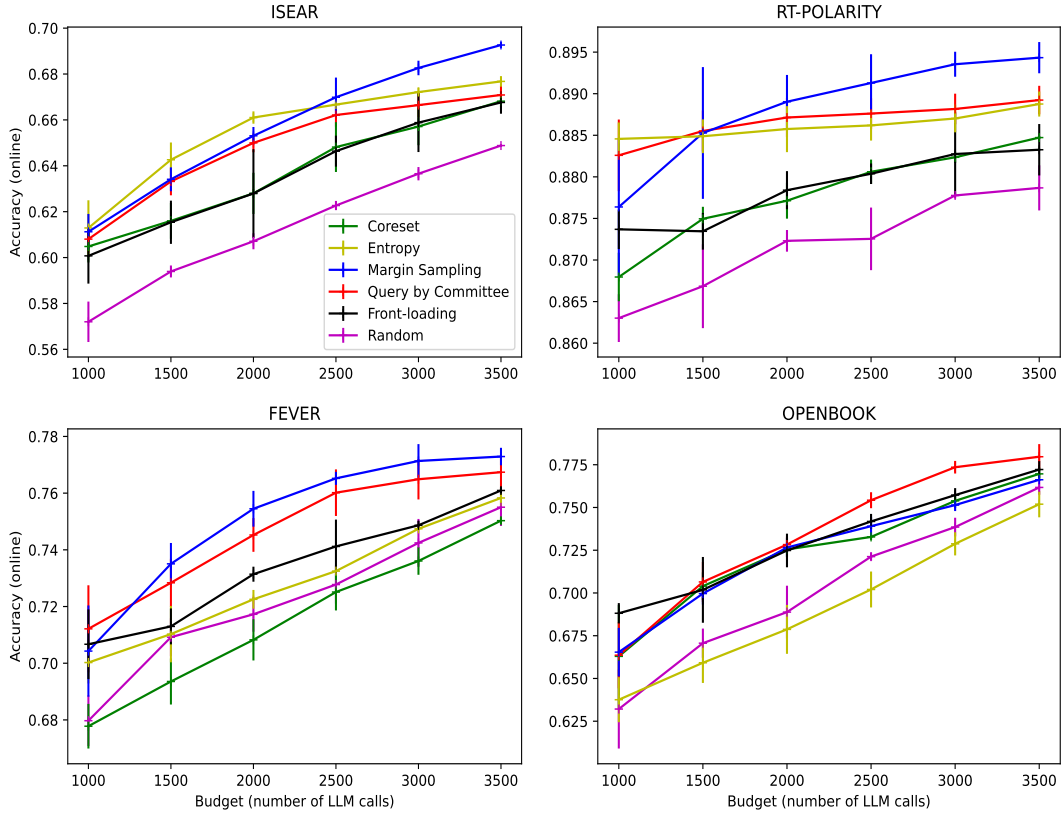 ISEAR
Accuracy (online)
0.70
0.68
0.66
0.64
0.62
0.60
0.58
0.56
1000 1500 2000 2500 3000 3500
Coreset
Entropy
Margin Sampling
Query by Committee
Front-loading
Random
RT-POLARITY
0.895
0.890
0.885
0.880
0.875
0.870
0.865
0.860
1000 1500 2000 2500 3000 3500
FEVER
Accuracy (online)
0.78
0.76
0.74
0.72
0.70
0.68
1000 1500 2000 2500 3000 3500
Budget (number of LLM calls)
OPENBOOK
0.775
0.750
0.725
0.700
0.675
0.650
0.625
1000 1500 2000 2500 3000 3500
Budget (number of LLM calls)